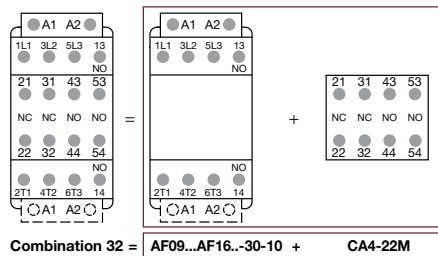 A1 A2 A1 A2
1L1 3L2 5L3 13 1L1 3L2 5L3 13
NO NO
21 31 43 53 21 31 43 53
NC NC NO NO = + NC NC NO NO
22 32 44 54 22 32 44 54
NO NO
2T1 4T2 6T3 14 2T1 4T2 6T3 14
A1 A2 A1 A2
Combination 32 = AF09...AF16..-30-10 + CA4-22M